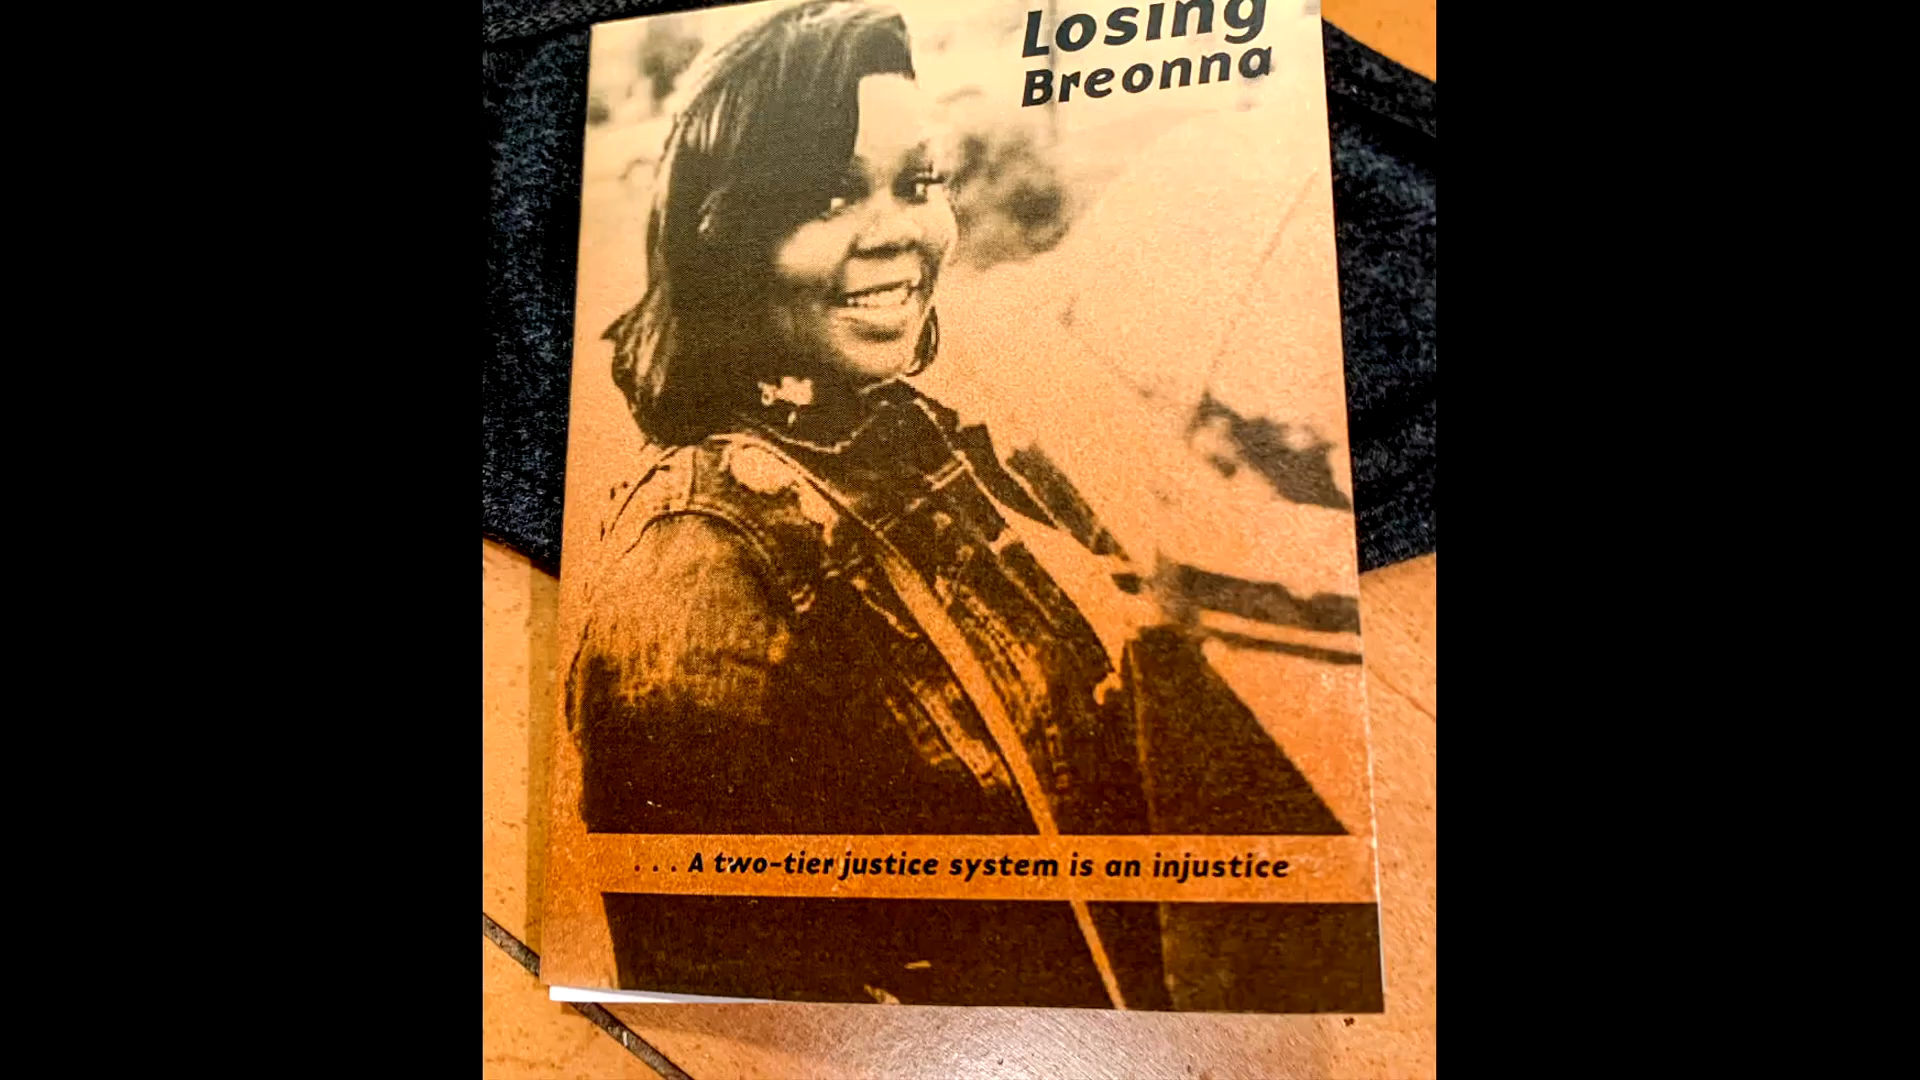 Losing
Breonna
. . . A two-tier justice system is an injustice